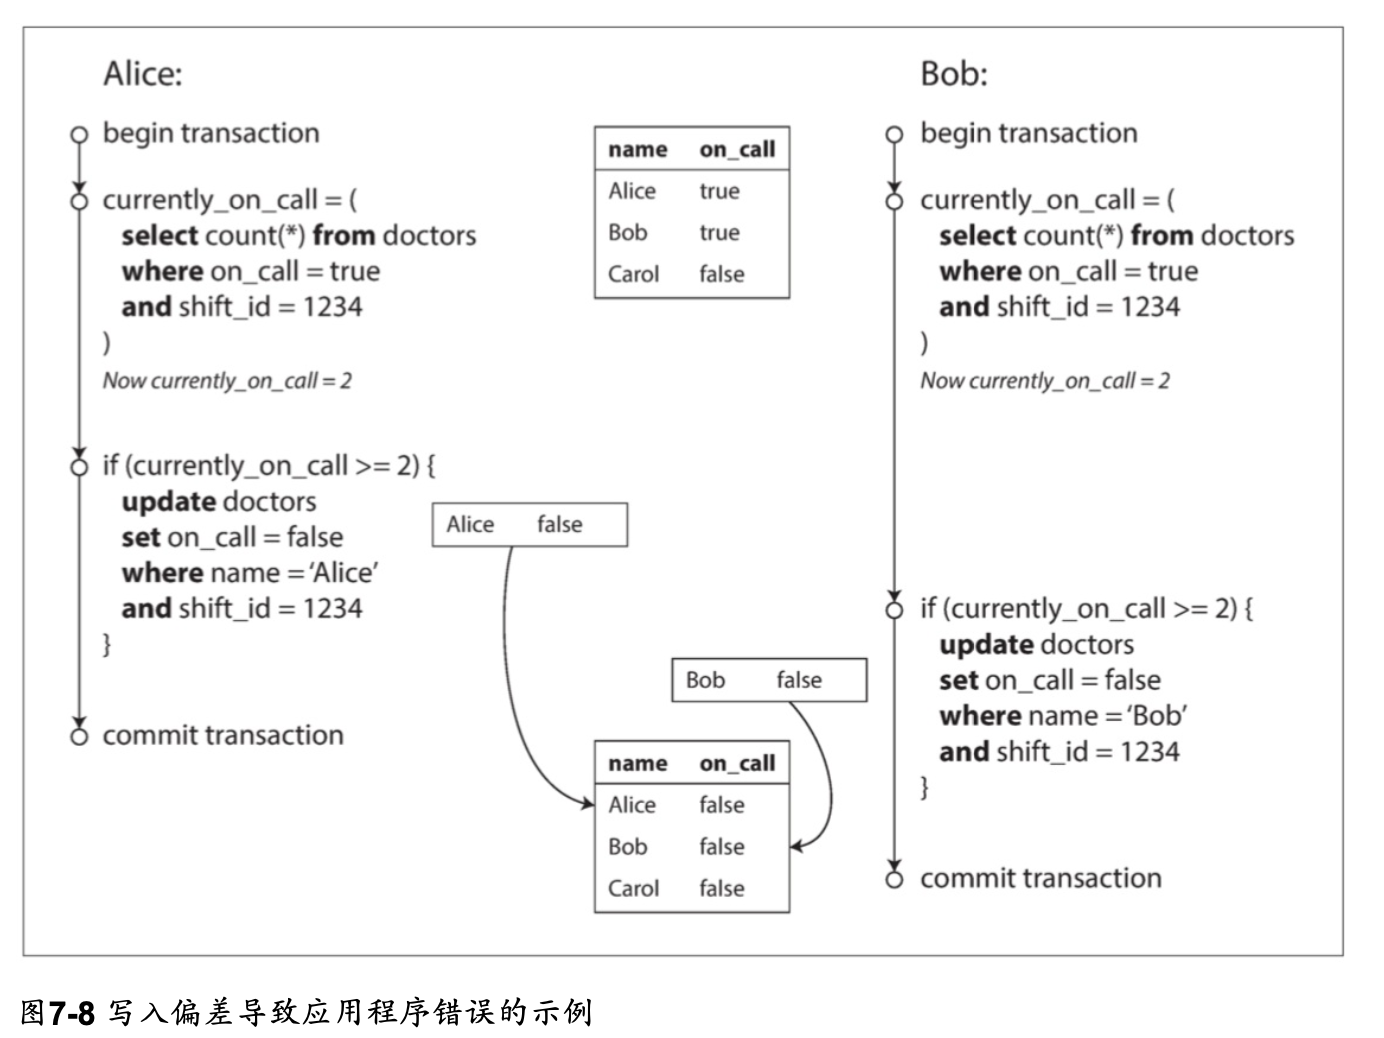 Alice:
begin transaction
currently_on_call = (
select count(*) from doctors
where on_call = true
and shift_id = 1234
)
Now currently_on_call = 2
if (currently_on_call >= 2) {
update doctors
set on_call = false
where name = ‘Alice’
and shift_id = 1234
}
commit transaction
name on_call
Alice true
Bob true
Carol false
Alice false
Bob false
name on_call
Alice false
Bob false
Carol false
Bob:
begin transaction
currently_on_call = (
select count(*) from doctors
where on_call = true
and shift_id = 1234
)
Now currently_on_call = 2
if (currently_on_call >= 2) {
update doctors
set on_call = false
where name = ‘Bob’
and shift_id = 1234
}
commit transaction
图7-8 写入偏差导致应用程序错误的示例